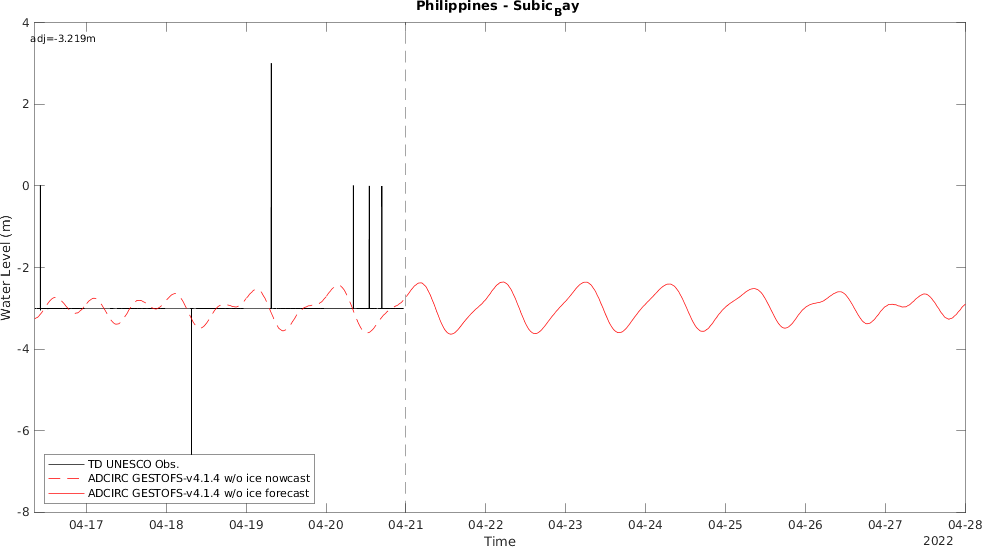 Philippines - Subic_Bay
4
adj=-3.219m
2
0
-2
-4
-6
-8
Water Level (m)
TD UNESCO Obs.
ADCIRC GESTOFS-v4.1.4 w/o ice nowcast
ADCIRC GESTOFS-v4.1.4 w/o ice forecast
04-17 04-18 04-19 04-20 04-21 04-22 04-23 04-24 04-25 04-26 04-27 04-28
Time
2022